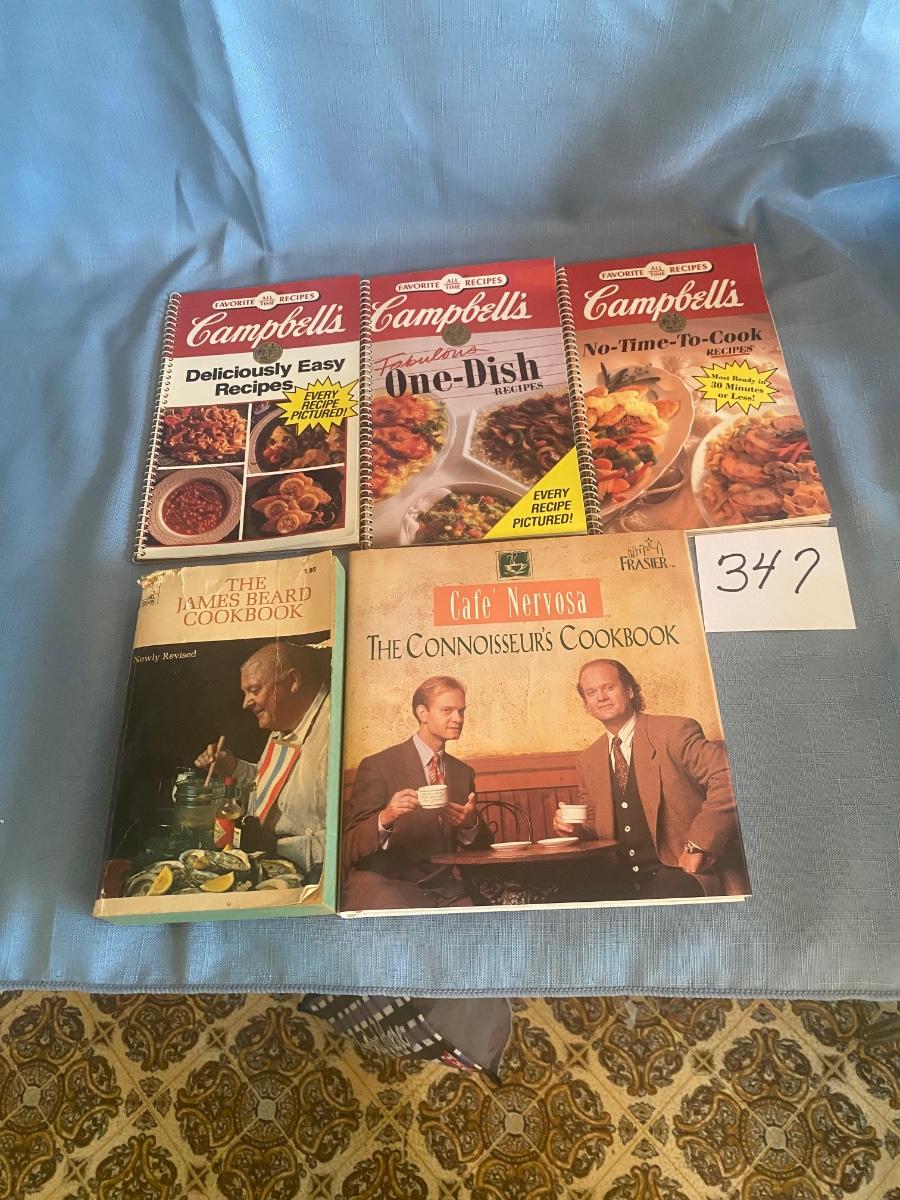 FAVORITE ALL TIME RECIPES
Campbell's
Deliciously Easy
Recipes
EVERY
RECIPE
PICTURED!
FAVORITE ALL TIME RECIPES
Campbell's
Fabulous
One-Dish
RECIPES
EVERY
RECIPE
PICTURED!
FAVORITE ALL TIME RECIPES
Campbell's
No-Time-To-Cook
RECIPES
Most Ready in
30 Minutes
or Less!
THE
JAMES BEARD
COOKBOOK
Newly Revised
FRASIER™
Café Nervosa
THE CONNOISSEUR'S COOKBOOK
347